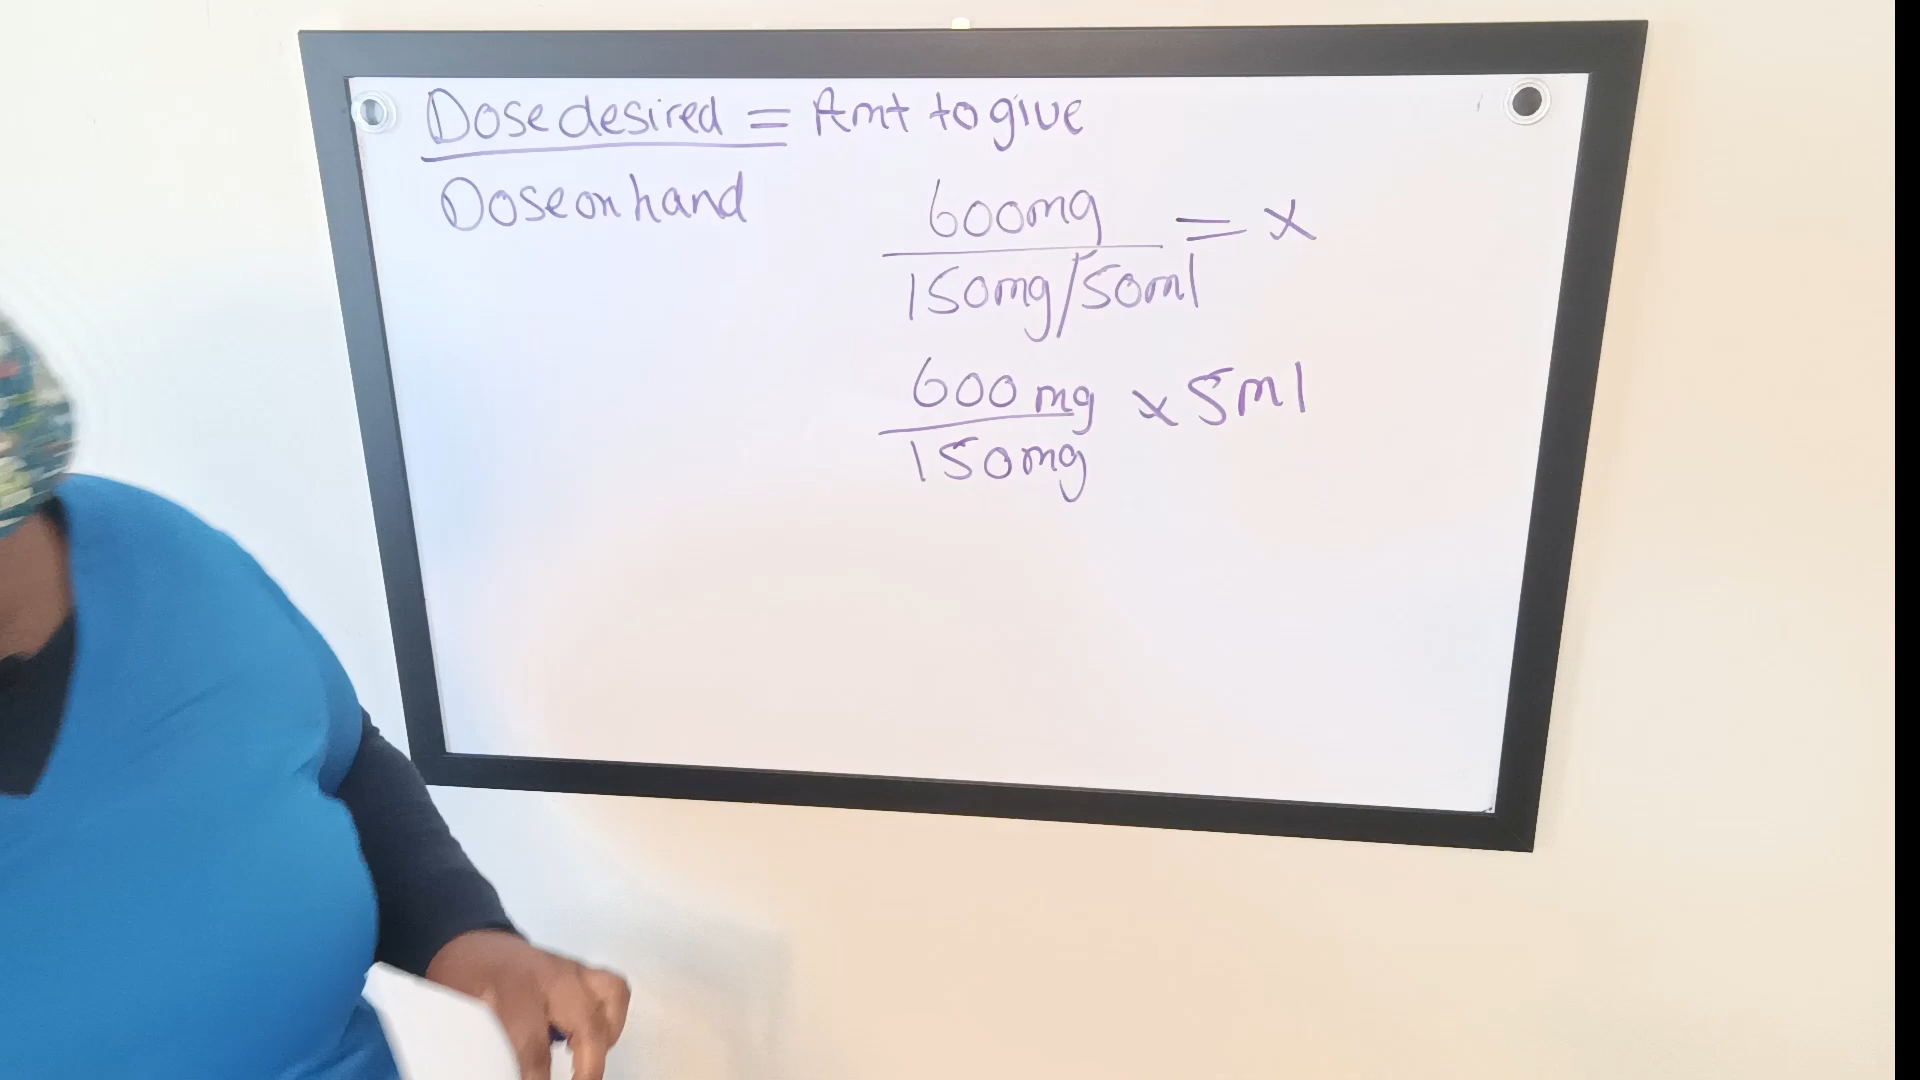 Dose desired = Amt to give
Dose on hand
600mg = x
150mg/50ml
600 mg x 5ml
150mg